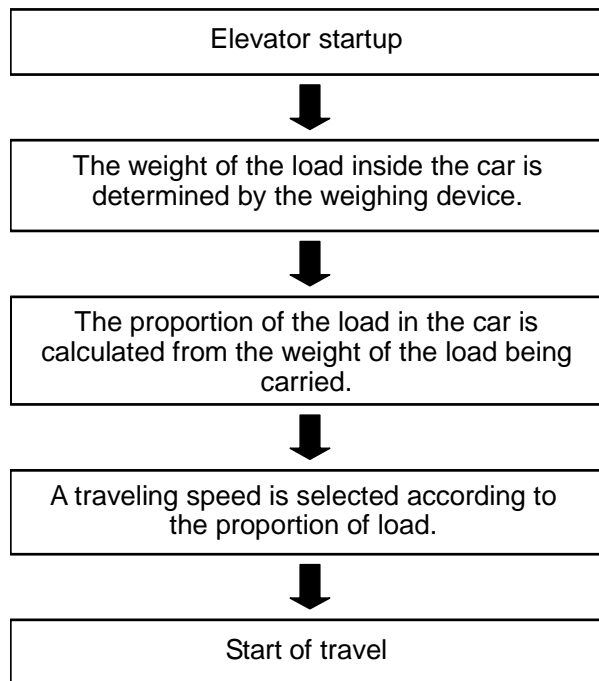 Elevator startup
The weight of the load inside the car is
determined by the weighing device.
The proportion of the load in the car is
calculated from the weight of the load being
carried.
A traveling speed is selected according to
the proportion of load.
Start of travel